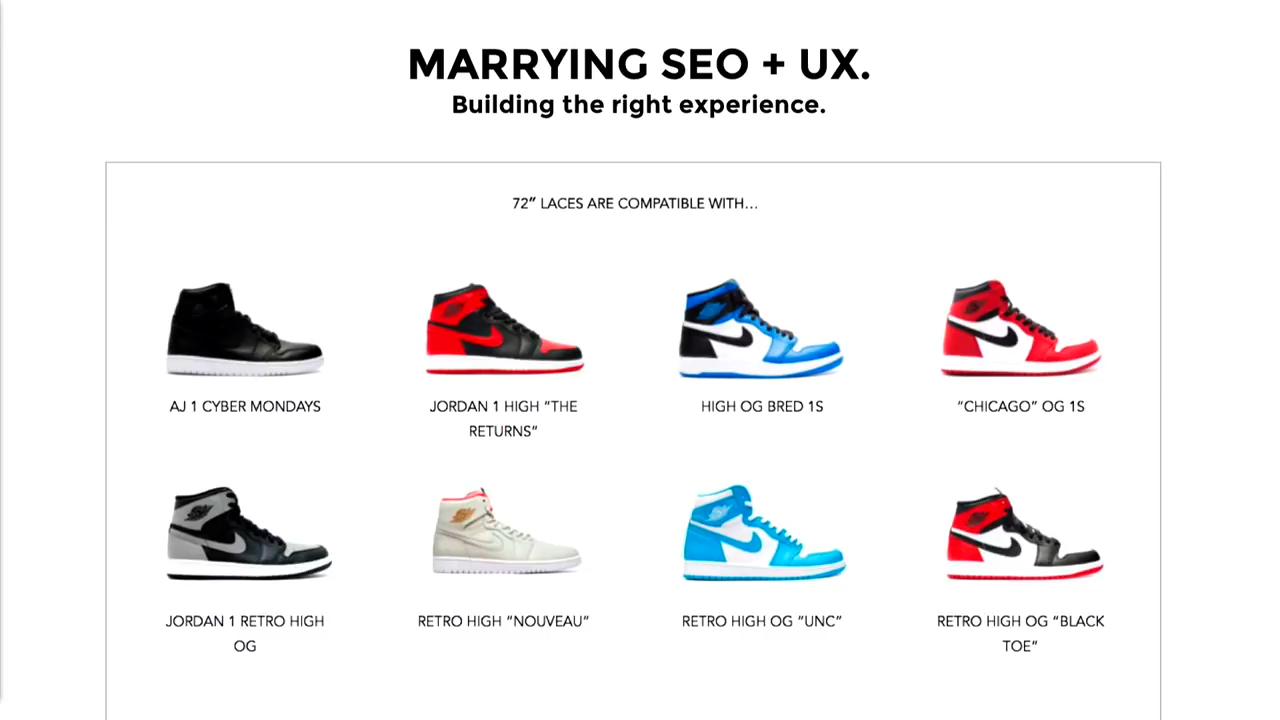 MARRYING SEO + UX.
Building the right experience.
72″ LACES ARE COMPATIBLE WITH…
AJ 1 CYBER MONDAYS
JORDAN 1 HIGH “THE
RETURNS”
HIGH OG BRED 1S
“CHICAGO” OG 1S
JORDAN 1 RETRO HIGH
OG
RETRO HIGH “NOUVEAU”
RETRO HIGH OG “UNC”
RETRO HIGH OG “BLACK
TOE”